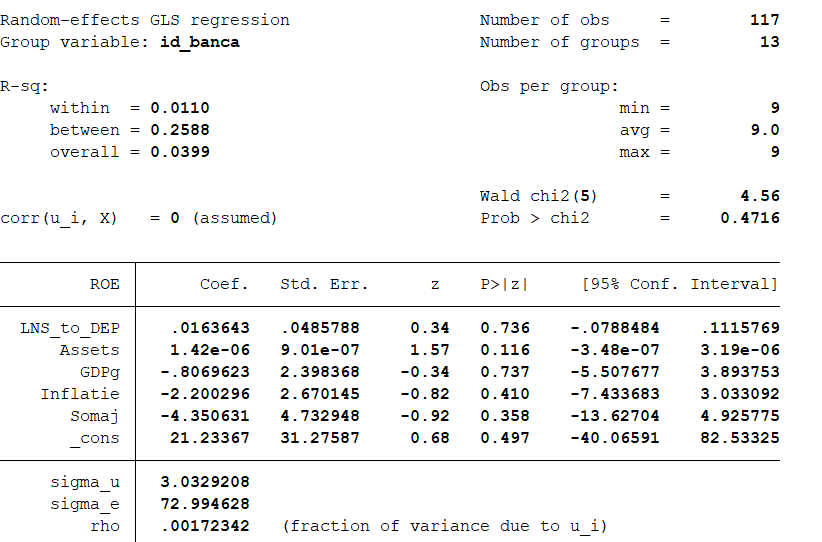 Random-effects GLS regression Number of obs = 117
Group variable: id_banca Number of groups = 13
R-sq: Obs per group:
within = 0.0110 min = 9
between = 0.2588 avg = 9.0
overall = 0.0399 max = 9
Wald chi2(5) = 4.56
corr(u_i, X) = 0 (assumed) Prob > chi2 = 0.4716
ROE Coef. Std. Err. z P>|z| [95% Conf. Interval]
LNS_to_DEP .0163643 .0485788 0.34 0.736 -.0788484 .1115769
Assets 1.42e-06 9.01e-07 1.57 0.116 -3.48e-07 3.19e-06
GDPg -.8069623 2.398368 -0.34 0.737 -5.507677 3.893753
Inflatie -2.200296 2.670145 -0.82 0.410 -7.433683 3.033092
Somaj -4.350631 4.732948 -0.92 0.358 -13.62704 4.925775
_cons 21.23367 31.27587 0.68 0.497 -40.06591 82.53325
sigma_u 3.0329208
sigma_e 72.994628
rho .00172342 (fraction of variance due to u_i)